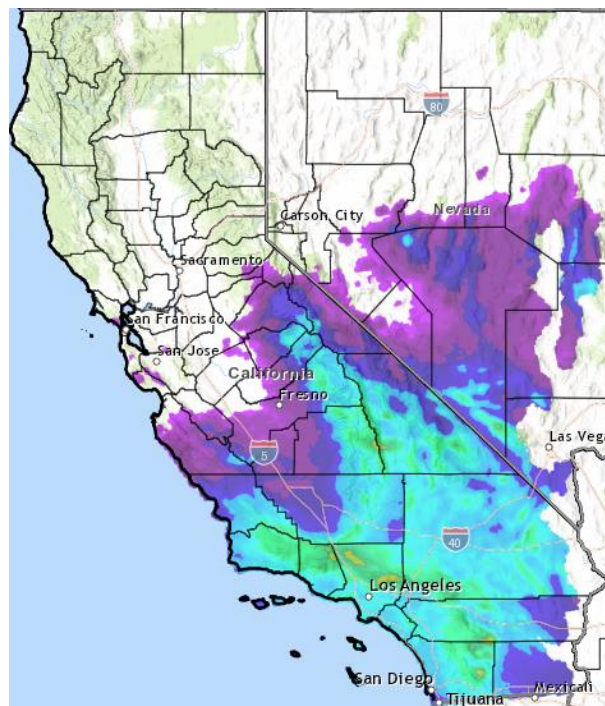 80
Nevada
Carson City
Sacramento
San Francisco
San Jose
California
Fresno
5
Las Vega
40
Los Angeles
San Diego
Mexicali
Tijuana